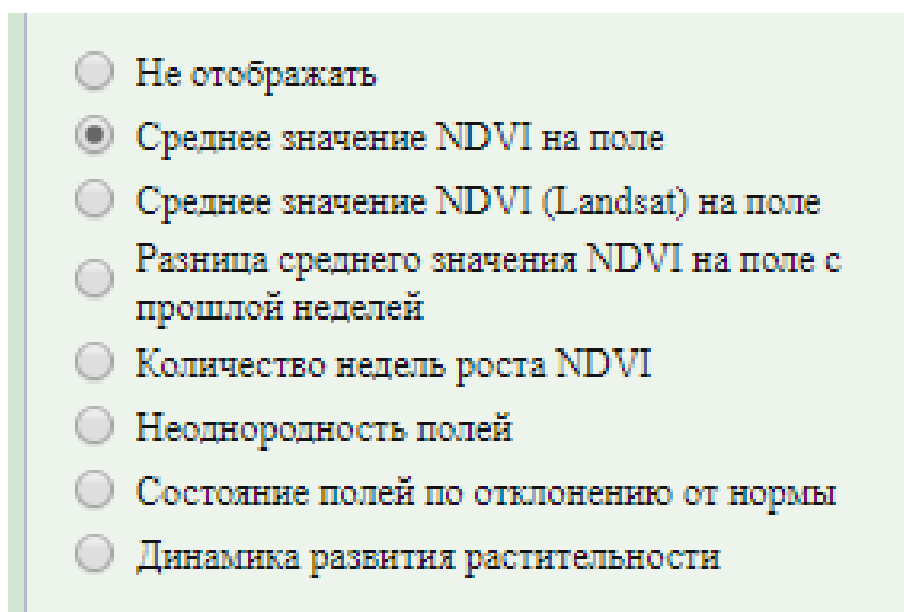 Не отображать
Среднее значение NDVI на поле
Среднее значение NDVI (Landsat) на поле
Разница среднего значения NDVI на поле с
прошлой неделей
Количество недель роста NDVI
Неоднородность полей
Состояние полей по отклонению от нормы
Динамика развития растительности